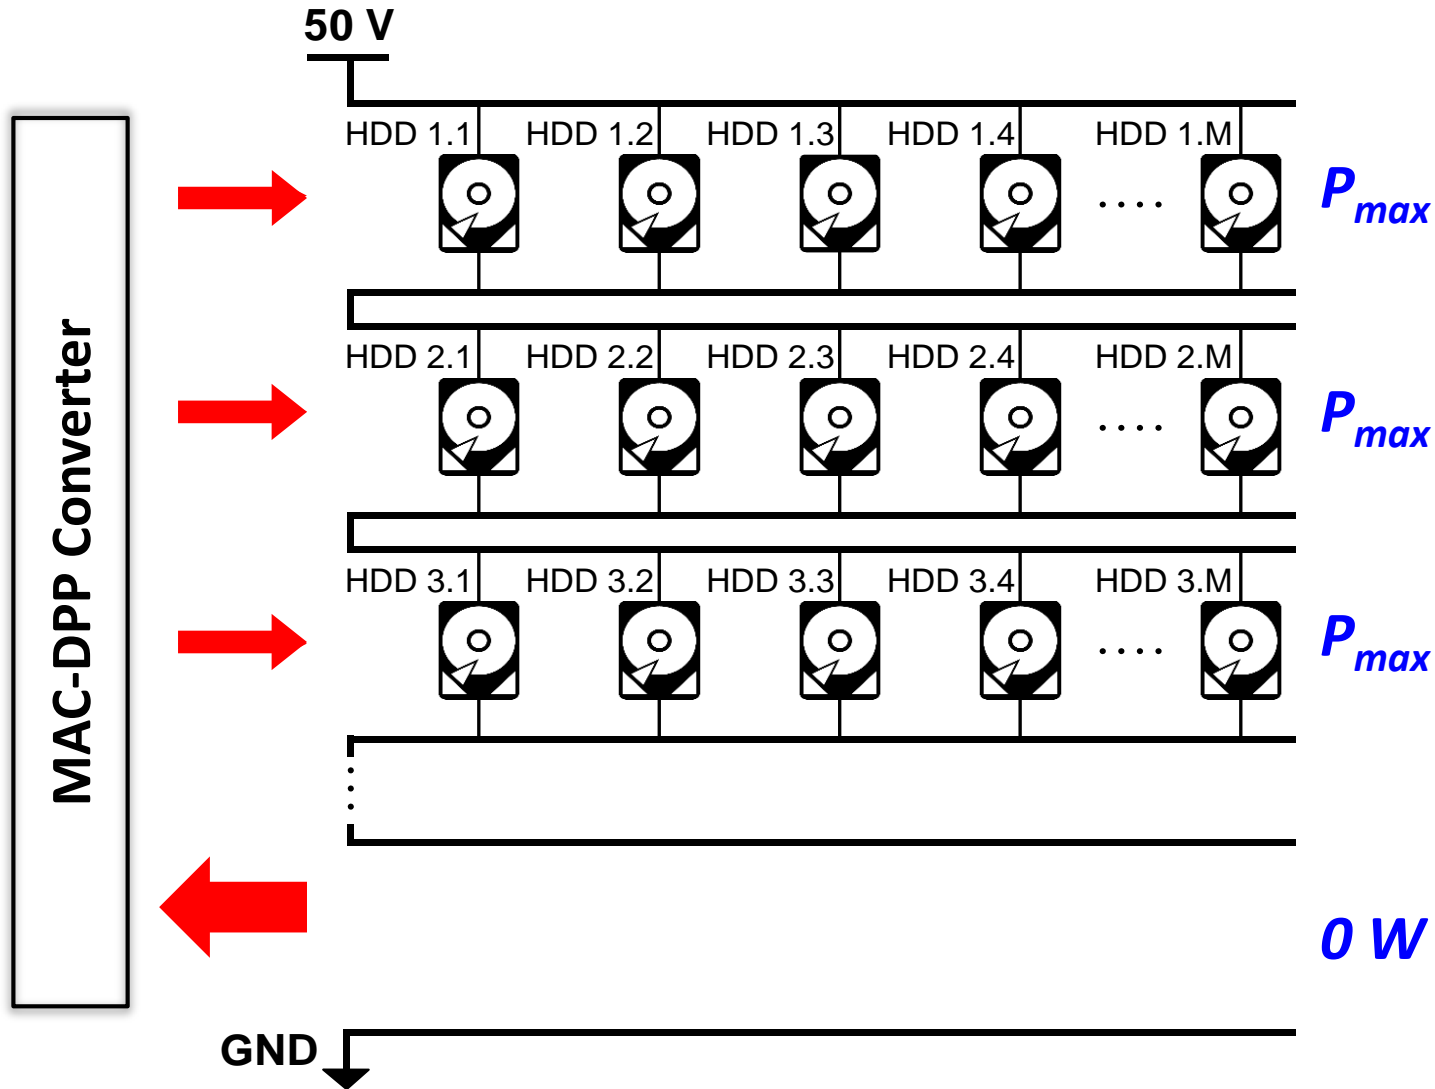 50 V
HDD 1.1 HDD 1.2 HDD 1.3 HDD 1.4 .... HDD 1.M
Pmax
HDD 2.1 HDD 2.2 HDD 2.3 HDD 2.4 .... HDD 2.M
Pmax
HDD 3.1 HDD 3.2 HDD 3.3 HDD 3.4 .... HDD 3.M
Pmax
MAC-DPP Converter
0 W
GND